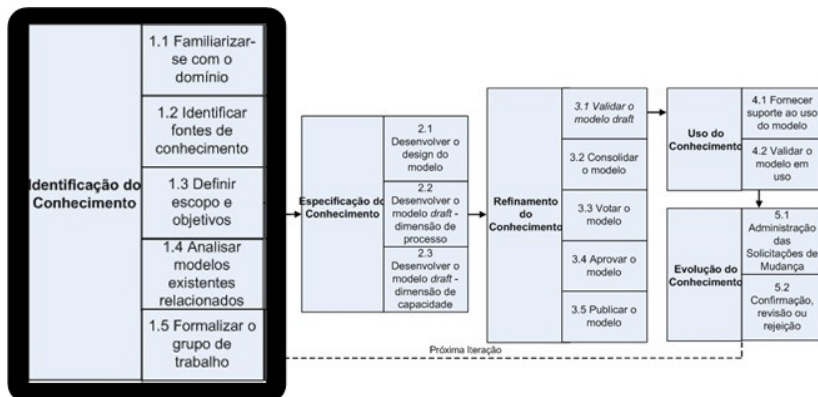 Identificação do
Conhecimento
1.1 Familiarizar-
se com o
domínio
1.2 Identificar
fontes de
conhecimento
1.3 Definir
escopo e
objetivos
1.4 Analisar
modelos
existentes
relacionados
1.5 Formalizar o
grupo de
trabalho
Especificação do
Conhecimento
2.1
Desenvolver o
design do
modelo
2.2
Desenvolver o
modelo draft -
dimensão de
processo
2.3
Desenvolver o
modelo draft -
dimensão de
capacidade
Refinamento
do
Conhecimento
3.1 Validar o
modelo draft
3.2 Consolidar
o modelo
3.3 Votar o
modelo
3.4 Aprovar o
modelo
3.5 Publicar o
modelo
Uso do
Conhecimento
4.1 Fornecer
suporte ao uso
do modelo
4.2 Validar o
modelo em
uso
Evolução do
Conhecimento
5.1
Administração
das
Solicitações de
Mudança
5.2
Confirmação,
revisão ou
rejeição
Próxima Iteração